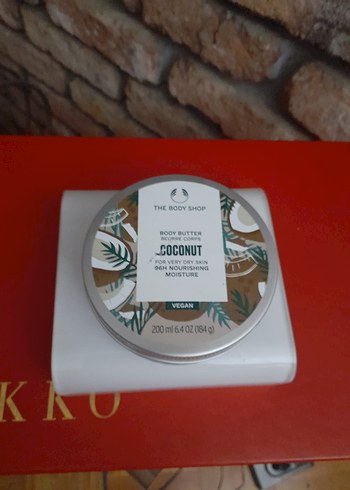 THE BODY SHOP
BODY BUTTER
BEURRE CORPS
COCONUT
FOR VERY DRY SKIN
96H NOURISHING
MOISTURE
VEGAN
200 ml 6.4 OZ (184 g)
KKO